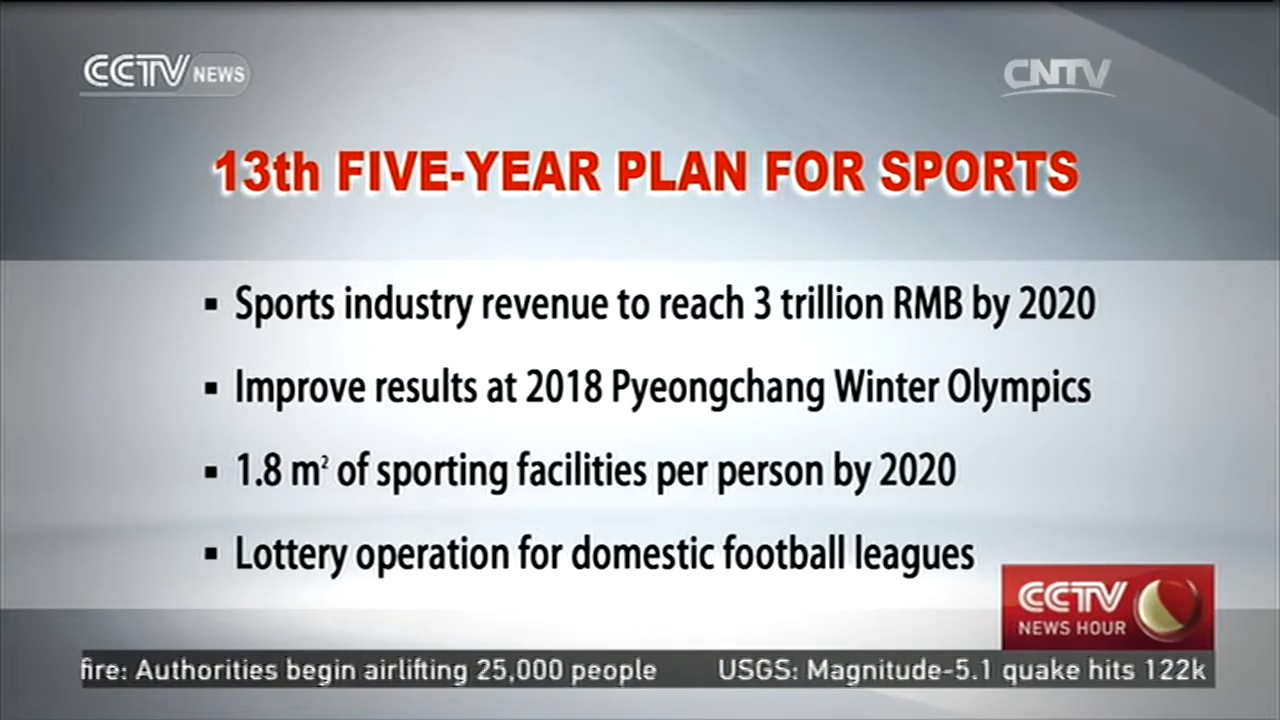 CCTV NEWS
CNTV
13th FIVE-YEAR PLAN FOR SPORTS
▪ Sports industry revenue to reach 3 trillion RMB by 2020
▪ Improve results at 2018 Pyeongchang Winter Olympics
▪ 1.8 m² of sporting facilities per person by 2020
▪ Lottery operation for domestic football leagues
CCTV
NEWS HOUR
fire: Authorities begin airlifting 25,000 people USGS: Magnitude-5.1 quake hits 122k